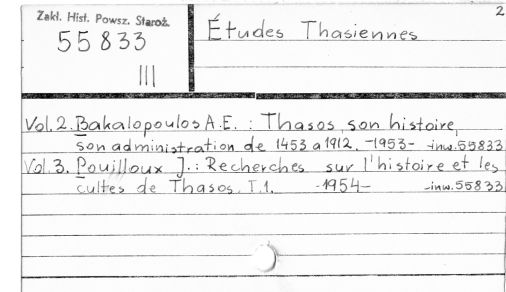 2
Zakł. Hist. Powsz. Staroż.
55833
III
Études Thasiennes
Vol. 2. Bakalopoulos A.E. : Thasos, son histoire,
son administration de 1453 a 1912. -1953- -inw.55833
Vol. 3. Pouilloux J.: Recherches sur l'histoire et les
cultes de Thasos. T.1. -1954- -inw.55833